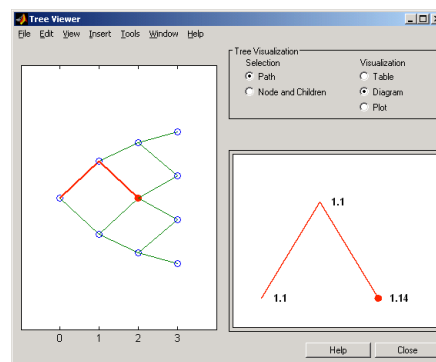 Tree Viewer
File Edit View Insert Tools Window Help
Tree Visualization
Selection
Visualization
Path
Table
Node and Children
Diagram
Plot
1.1
1.1
1.14
0 1 2 3
Help Close